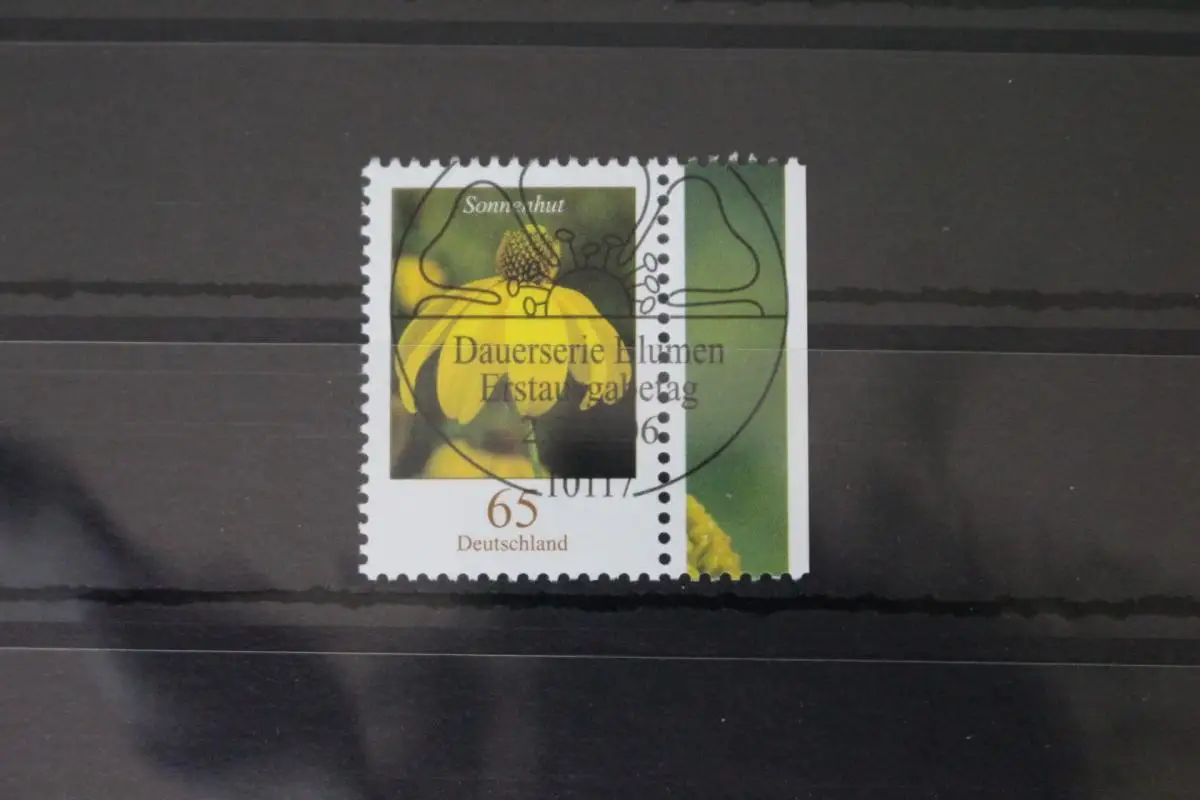 Sonnenhut
Dauerserie Blumen
Erstausgabetag
10117
65
Deutschland